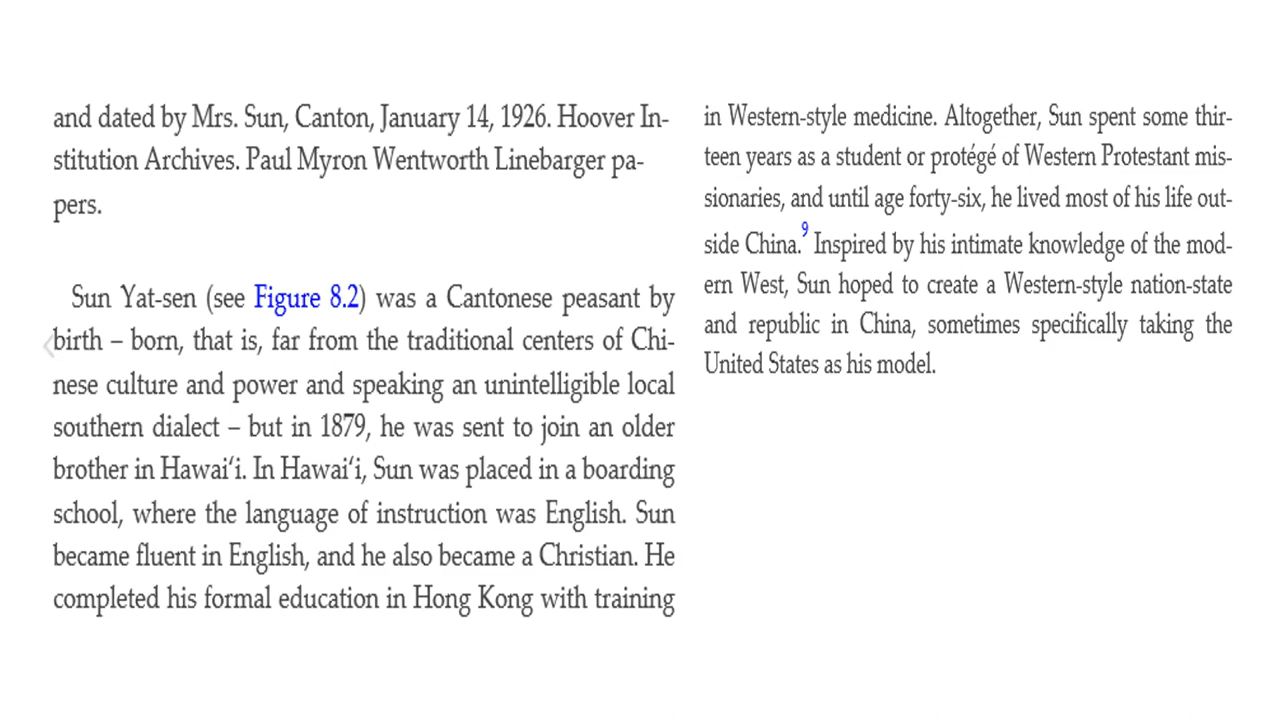 and dated by Mrs. Sun, Canton, January 14, 1926. Hoover In-
stitution Archives. Paul Myron Wentworth Linebarger pa-
pers.
Sun Yat-sen (see Figure 8.2) was a Cantonese peasant by
birth – born, that is, far from the traditional centers of Chi-
nese culture and power and speaking an unintelligible local
southern dialect – but in 1879, he was sent to join an older
brother in Hawai‘i. In Hawai‘i, Sun was placed in a boarding
school, where the language of instruction was English. Sun
became fluent in English, and he also became a Christian. He
completed his formal education in Hong Kong with training
in Western-style medicine. Altogether, Sun spent some thir-
teen years as a student or protégé of Western Protestant mis-
sionaries, and until age forty-six, he lived most of his life out-
side China.9 Inspired by his intimate knowledge of the mod-
ern West, Sun hoped to create a Western-style nation-state
and republic in China, sometimes specifically taking the
United States as his model.